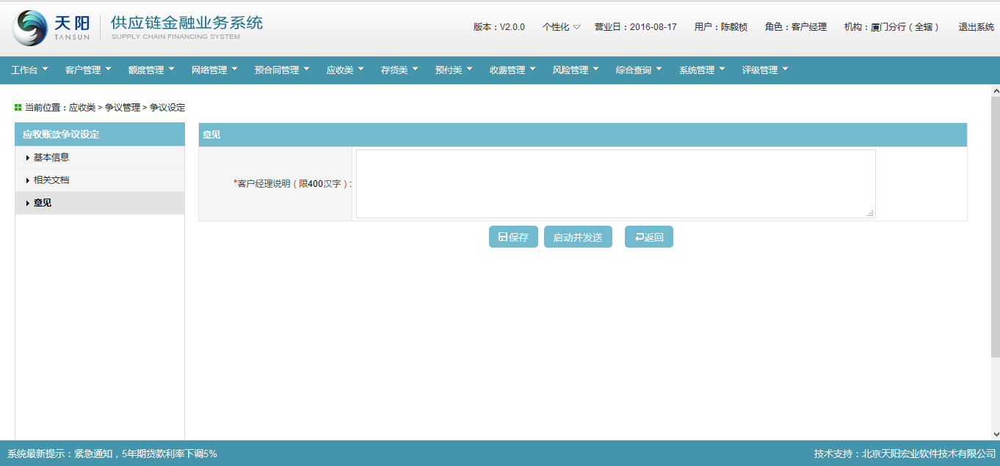 天阳 供应链金融业务系统
TANSUN SUPPLY CHAIN FINANCING SYSTEM
版本：V2.0.0 个性化 营业日：2016-08-17 用户：陈毅桢 角色：客户经理 机构：厦门分行（全辖） 退出系统
工作台 客户管理 额度管理 网络管理 预合同管理 应收类 存货类 预付类 收费管理 风险管理 综合查询 系统管理 评级管理
当前位置：应收类 > 争议管理 > 争议设定
应收账款争议设定
基本信息
相关文档
意见
意见
*客户经理说明（限400汉字）:
保存 启动并发送 返回
系统最新提示：紧急通知，5年期贷款利率下调5% 技术支持：北京天阳宏业软件技术有限公司